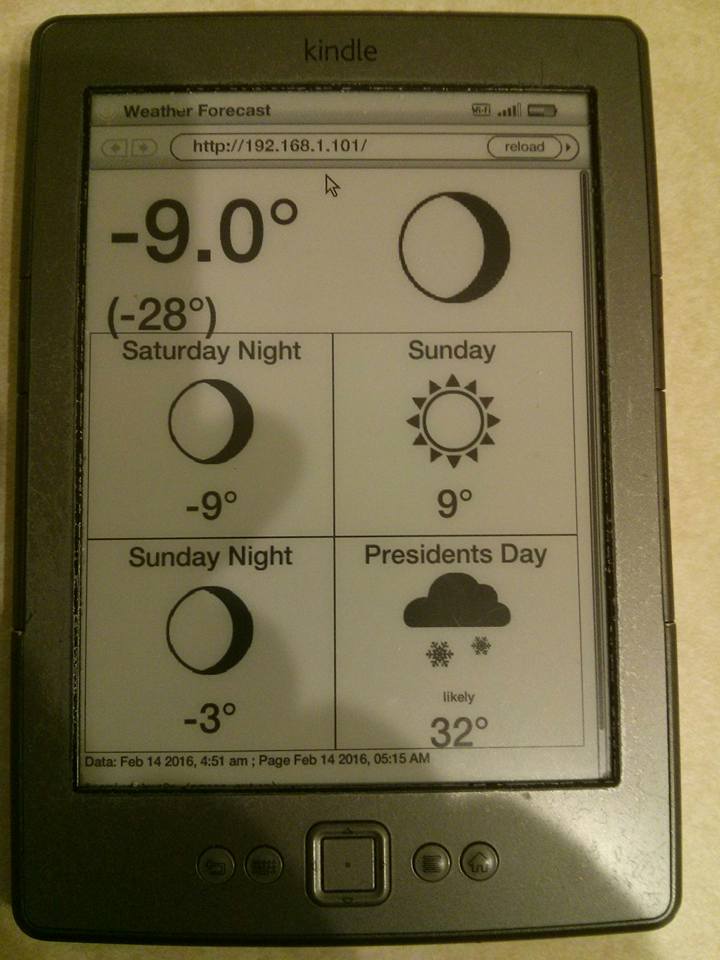 kindle
Weather Forecast
Wi-Fi
http://192.168.1.101/
reload
-9.0°
(-28°)
Saturday Night
Sunday
-9°
9°
Sunday Night
Presidents Day
likely
-3°
32°
Data: Feb 14 2016, 4:51 am ; Page Feb 14 2016, 05:15 AM